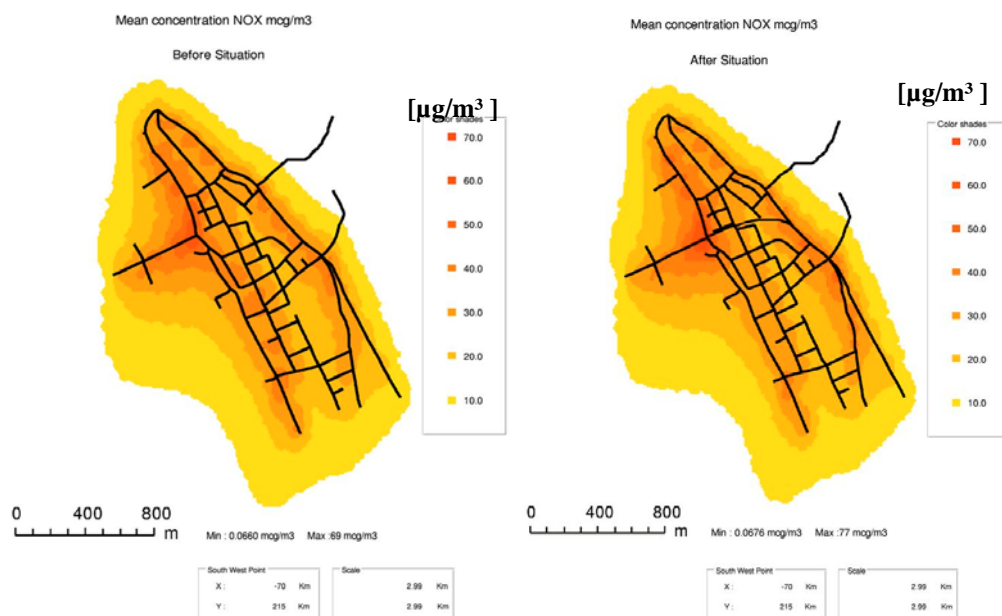 Mean concentration NOX mcg/m3
Before Situation
[µg/m³ ]
Color shades
70.0
60.0
50.0
40.0
30.0
20.0
10.0
0 400 800 m
Min : 0.0660 mcg/m3 Max :69 mcg/m3
South West Point
X : -70 Km
Y : 215 Km
Scale
2.99 Km
2.99 Km
Mean concentration NOX mcg/m3
After Situation
[µg/m³ ]
Color shades
70.0
60.0
50.0
40.0
30.0
20.0
10.0
0 400 800 m
Min : 0.0676 mcg/m3 Max :77 mcg/m3
South West Point
X : -70 Km
Y : 215 Km
Scale
2.99 Km
2.99 Km